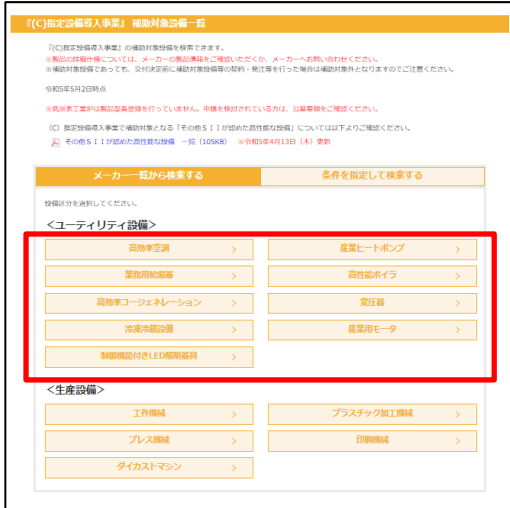 『(C)指定設備導入事業』 補助対象設備一覧
『(C)指定設備導入事業』の補助対象設備を検索できます。
※製品の詳細仕様については、メーカーの製品情報をご確認いただくか、メーカーへお問い合わせください。
※補助対象設備であっても、交付決定前に補助対象設備等の契約・発注等を行った場合は補助対象外となりますのでご注意ください。
令和5年5月2日時点
※低炭素工業炉は製品型番登録を行っていません。申請を検討されている方は、公募要領をご確認ください。
(C) 指定設備導入事業で補助対象となる「その他SIIが認めた高性能な設備」については以下よりご確認ください。
その他SIIが認めた高性能な設備 一覧 (105KB) ※令和5年4月13日(木)更新
メーカー一覧から検索する 条件を指定して検索する
設備区分を選択してください。
<ユーティリティ設備>
高効率空調 > 産業ヒートポンプ >
業務用給湯器 > 高性能ボイラ >
高効率コージェネレーション > 変圧器 >
冷凍冷蔵設備 > 産業用モータ >
制御機能付きLED照明器具 >
<生産設備>
工作機械 > プラスチック加工機械 >
プレス機械 > 印刷機械 >
ダイカストマシン >